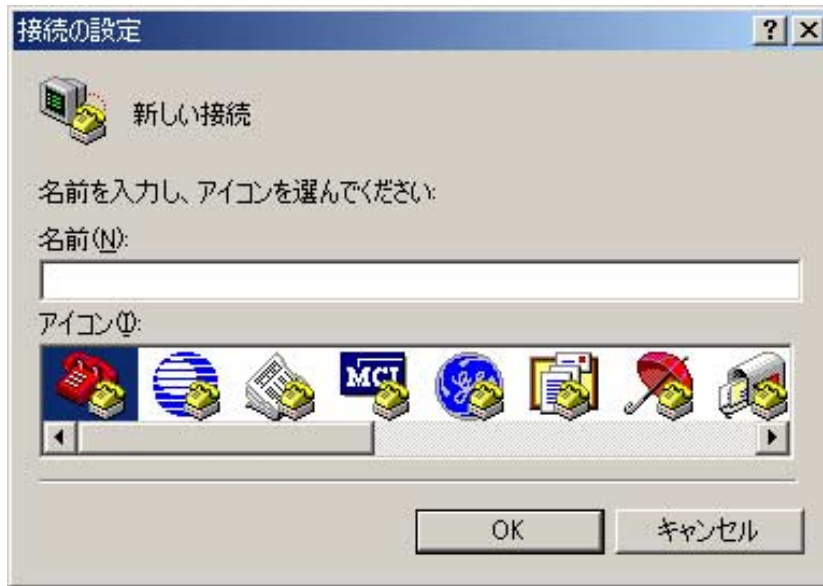 接続の設定
新しい接続
名前を入力し、アイコンを選んでください:
名前(N):
アイコン(I):
MCI
OK
キャンセル